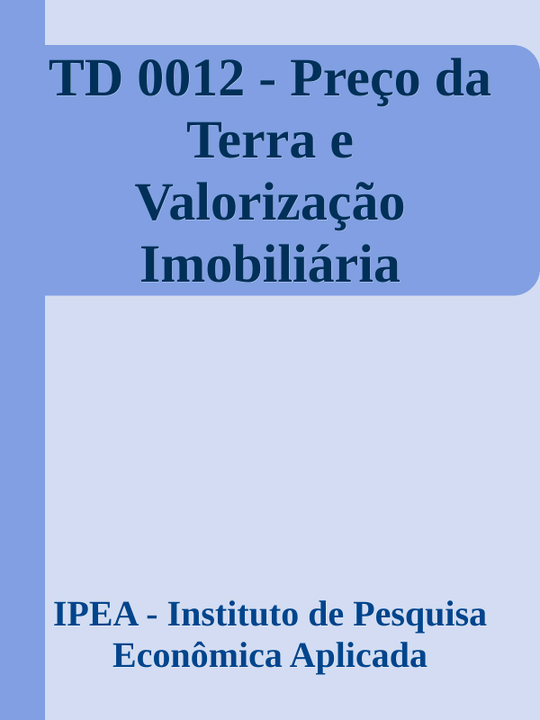 TD 0012 - Preço da
Terra e
Valorização
Imobiliária
IPEA - Instituto de Pesquisa
Econômica Aplicada